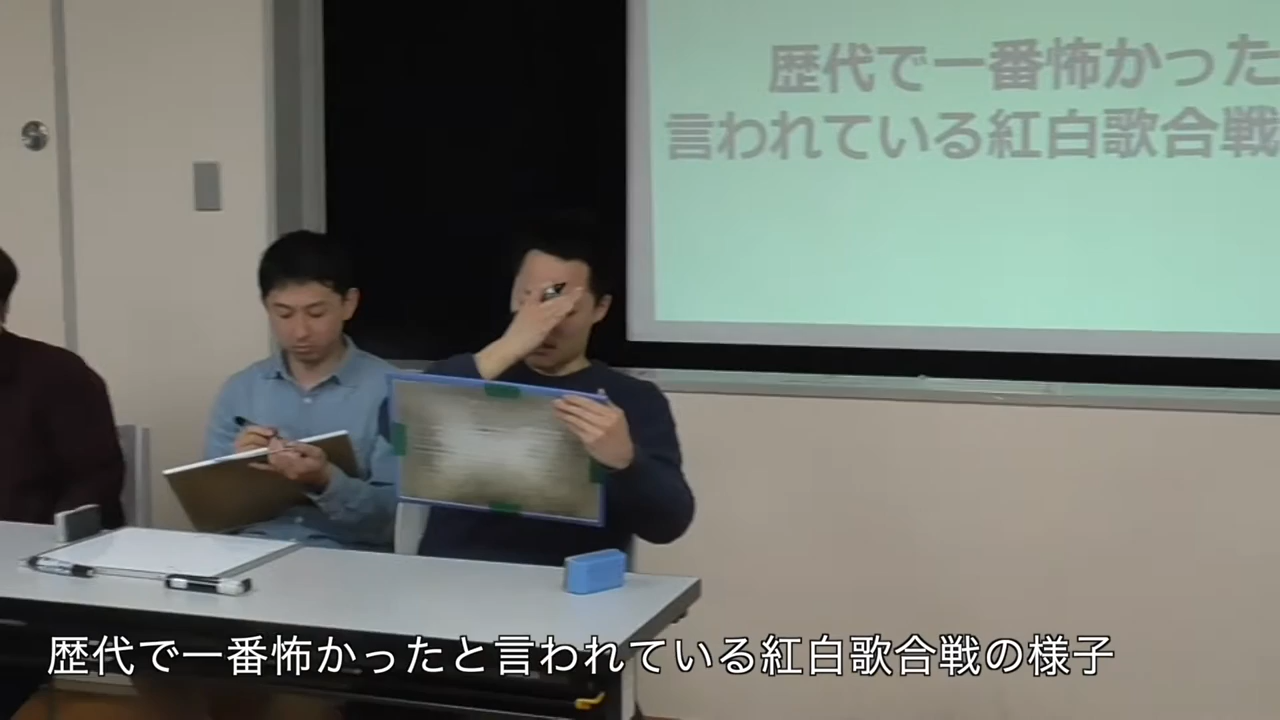 歴代で一番怖かった
言われている紅白歌合戦
歴代で一番怖かったと言われている紅白歌合戦の様子